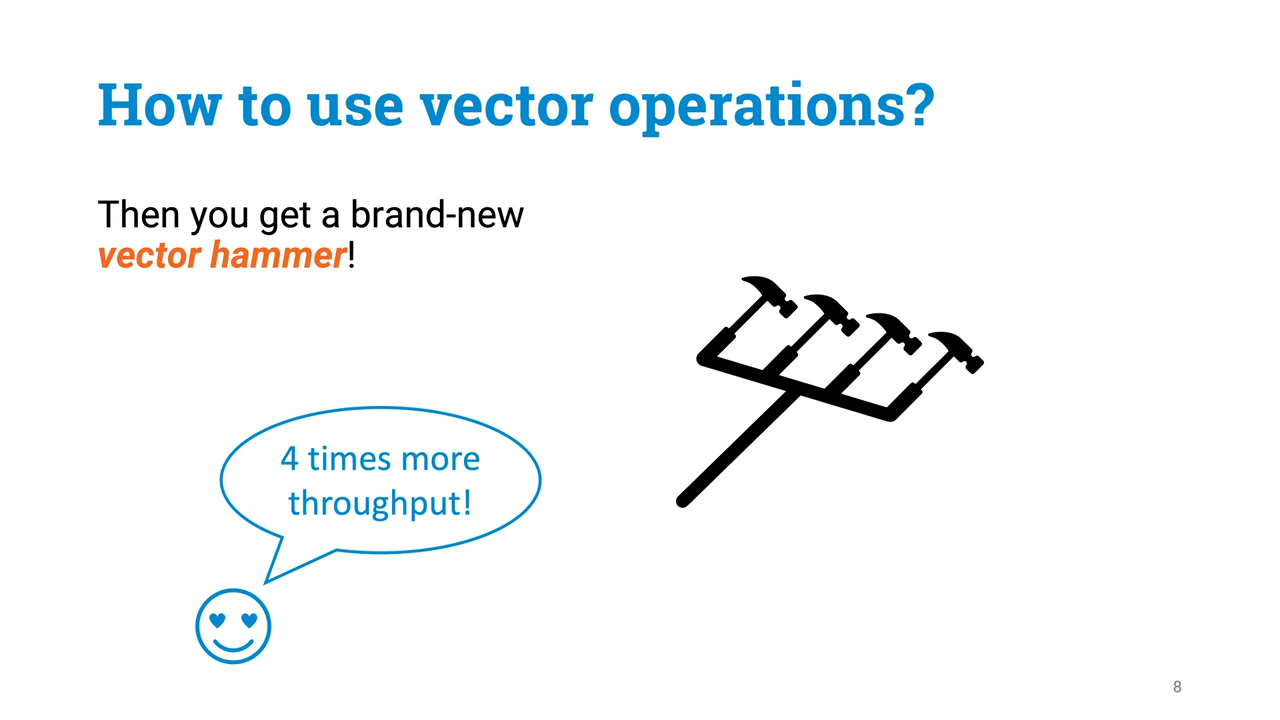 How to use vector operations?
Then you get a brand-new
vector hammer!
4 times more
throughput!
8